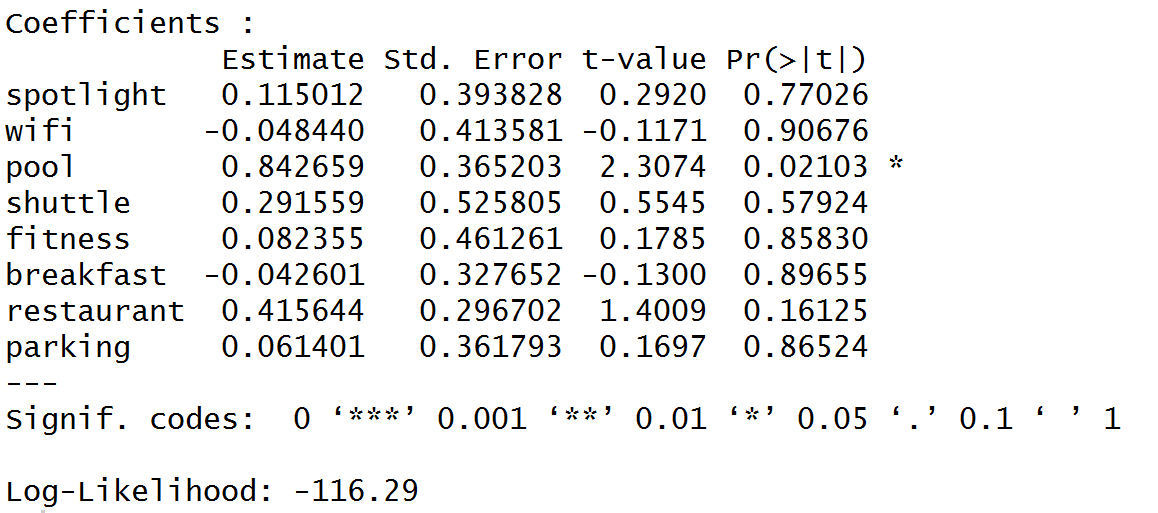 Coefficients :
Estimate Std. Error t-value Pr(>|t|)
spotlight 0.115012 0.393828 0.2920 0.77026
wifi -0.048440 0.413581 -0.1171 0.90676
pool 0.842659 0.365203 2.3074 0.02103 *
shuttle 0.291559 0.525805 0.5545 0.57924
fitness 0.082355 0.461261 0.1785 0.85830
breakfast -0.042601 0.327652 -0.1300 0.89655
restaurant 0.415644 0.296702 1.4009 0.16125
parking 0.061401 0.361793 0.1697 0.86524
---
Signif. codes: 0 ‘***’ 0.001 ‘**’ 0.01 ‘*’ 0.05 ‘.’ 0.1 ‘ ’ 1
Log-Likelihood: -116.29